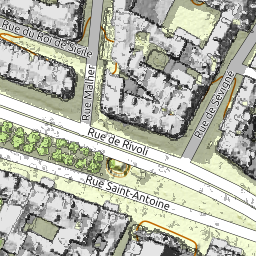 Rue du Roi de Sicile
Rue Malher
Rue de Sévigné
Rue de Rivoli
Rue Saint-Antoine